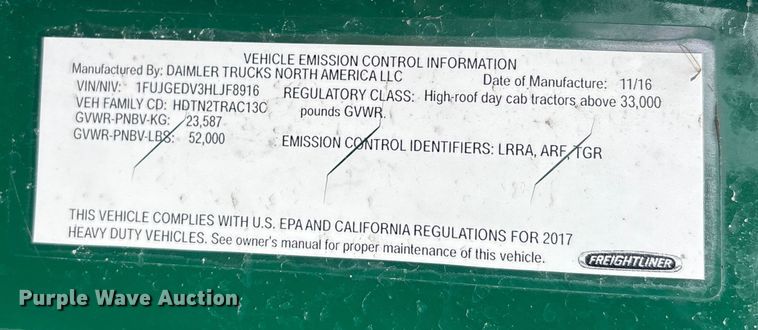 VEHICLE EMISSION CONTROL INFORMATION
Manufactured By: DAIMLER TRUCKS NORTH AMERICA LLC Date of Manufacture: 11/16
VIN/NIV: 1FUJGEDV3HLJF8916 REGULATORY CLASS: High-roof day cab tractors above 33,000
VEH FAMILY CD: HDTN2TRAC13C pounds GVWR.
GVWR-PNBV-KG: 23,587
GVWR-PNBV-LBS: 52,000 EMISSION CONTROL IDENTIFIERS: LRRA, ARF, TGR
THIS VEHICLE COMPLIES WITH U.S. EPA AND CALIFORNIA REGULATIONS FOR 2017
HEAVY DUTY VEHICLES. See owner's manual for proper maintenance of this vehicle.
FREIGHTLINER
Purple Wave Auction